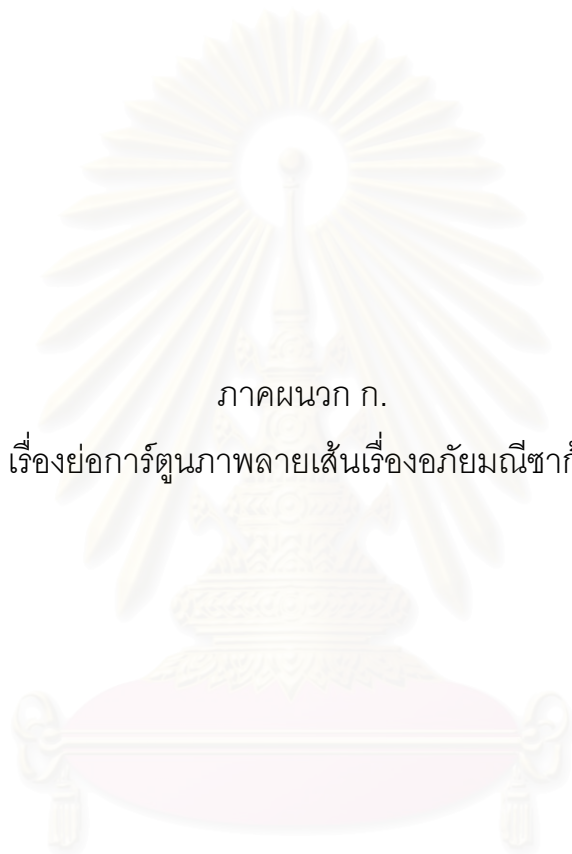 ภาคผนวก ก.
เรื่องย่อการ์ตูนภาพลายเส้นเรื่องอภัยมณีซา